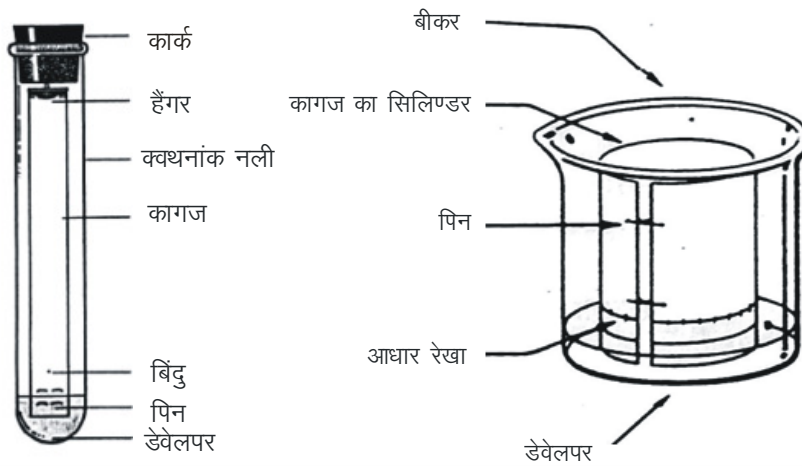 कार्क
हैंगर
क्वथनांक नली
कागज
बिंदु
पिन
डेवेलपर
बीकर
कागज का सिलिण्डर
पिन
आधार रेखा
डेवेलपर